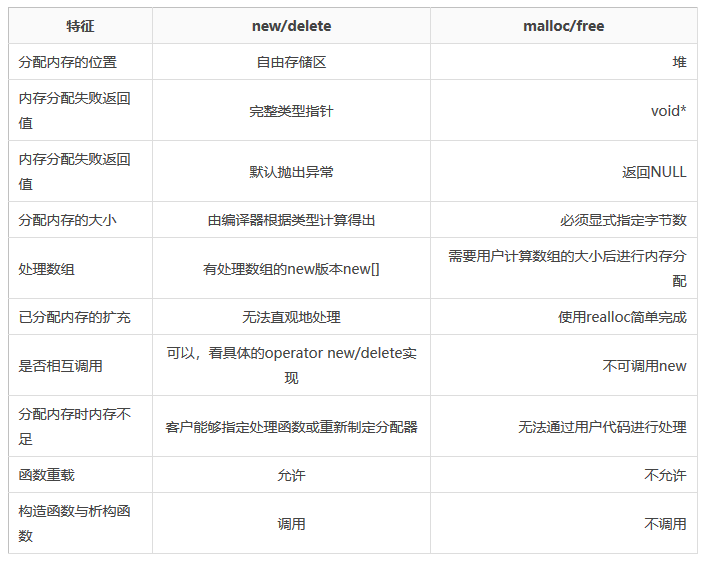 特征 new/delete malloc/free
分配内存的位置 自由存储区 堆
内存分配失败返回
值 完整类型指针 void*
内存分配失败返回
值 默认抛出异常 返回NULL
分配内存的大小 由编译器根据类型计算得出 必须显式指定字节数
处理数组 有处理数组的new版本new[] 需要用户计算数组的大小后进行内存分
配
已分配内存的扩充 无法直观地处理 使用realloc简单完成
是否相互调用 可以，看具体的operator new/delete实
现 不可调用new
分配内存时内存不
足 客户能够指定处理函数或重新制定分配器 无法通过用户代码进行处理
函数重载 允许 不允许
构造函数与析构函
数 调用 不调用